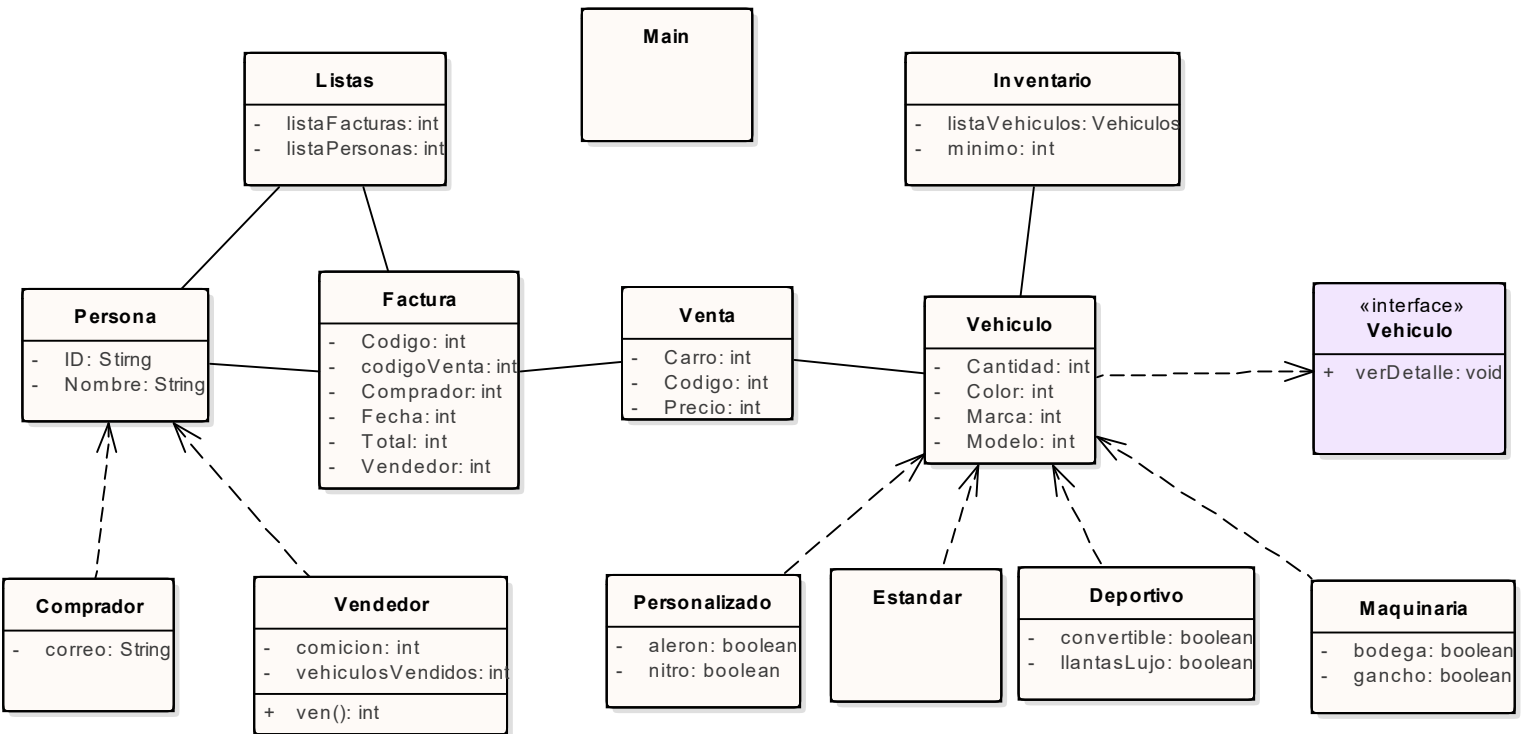 Main
Listas
- listaFacturas: int
- listaPersonas: int
Inventario
- listaVehiculos: Vehiculos
- minimo: int
Persona
- ID: Stirng
- Nombre: String
Factura
- Codigo: int
- codigoVenta: int
- Comprador: int
- Fecha: int
- Total: int
- Vendedor: int
Venta
- Carro: int
- Codigo: int
- Precio: int
Vehiculo
- Cantidad: int
- Color: int
- Marca: int
- Modelo: int
«interface»
Vehiculo
+ verDetalle: void
Comprador
- correo: String
Vendedor
- comicion: int
- vehiculosVendidos: int
+ ven(): int
Personalizado
- aleron: boolean
- nitro: boolean
Estandar
Deportivo
- convertible: boolean
- llantasLujo: boolean
Maquinaria
- bodega: boolean
- gancho: boolean